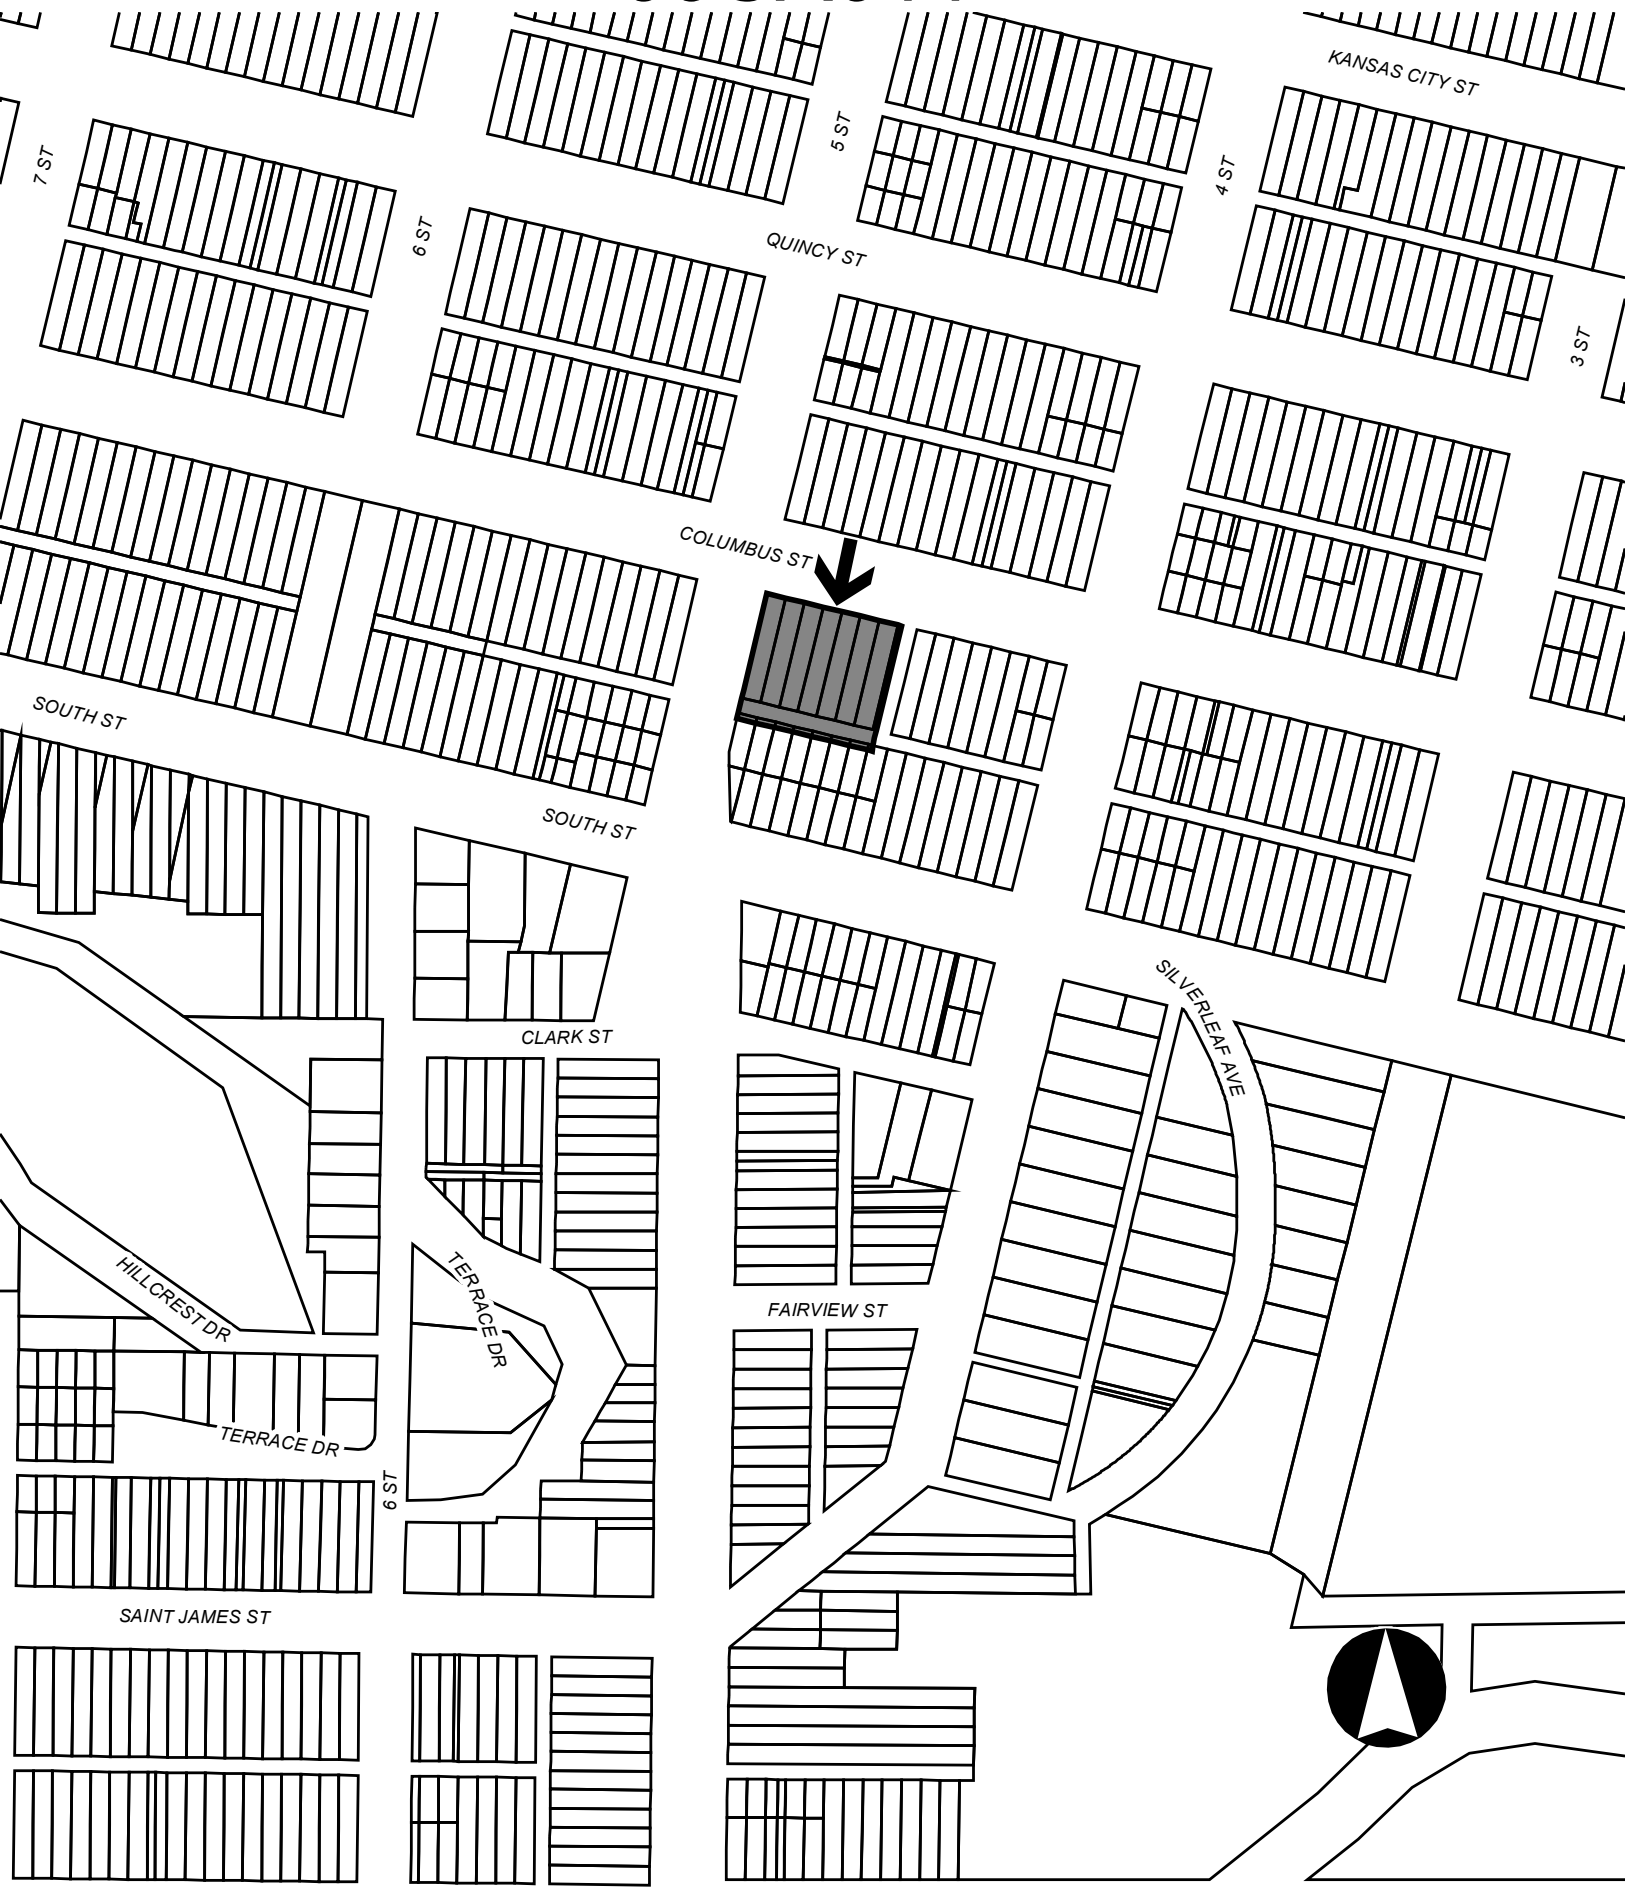 KANSAS CITY ST
5 ST
7 ST
4 ST
6 ST
QUINCY ST
3 ST
COLUMBUS ST
SOUTH ST
SOUTH ST
SILVERLEAF AVE
CLARK ST
TERRACE DR
HILLCREST DR
FAIRVIEW ST
TERRACE DR
6 ST
SAINT JAMES ST